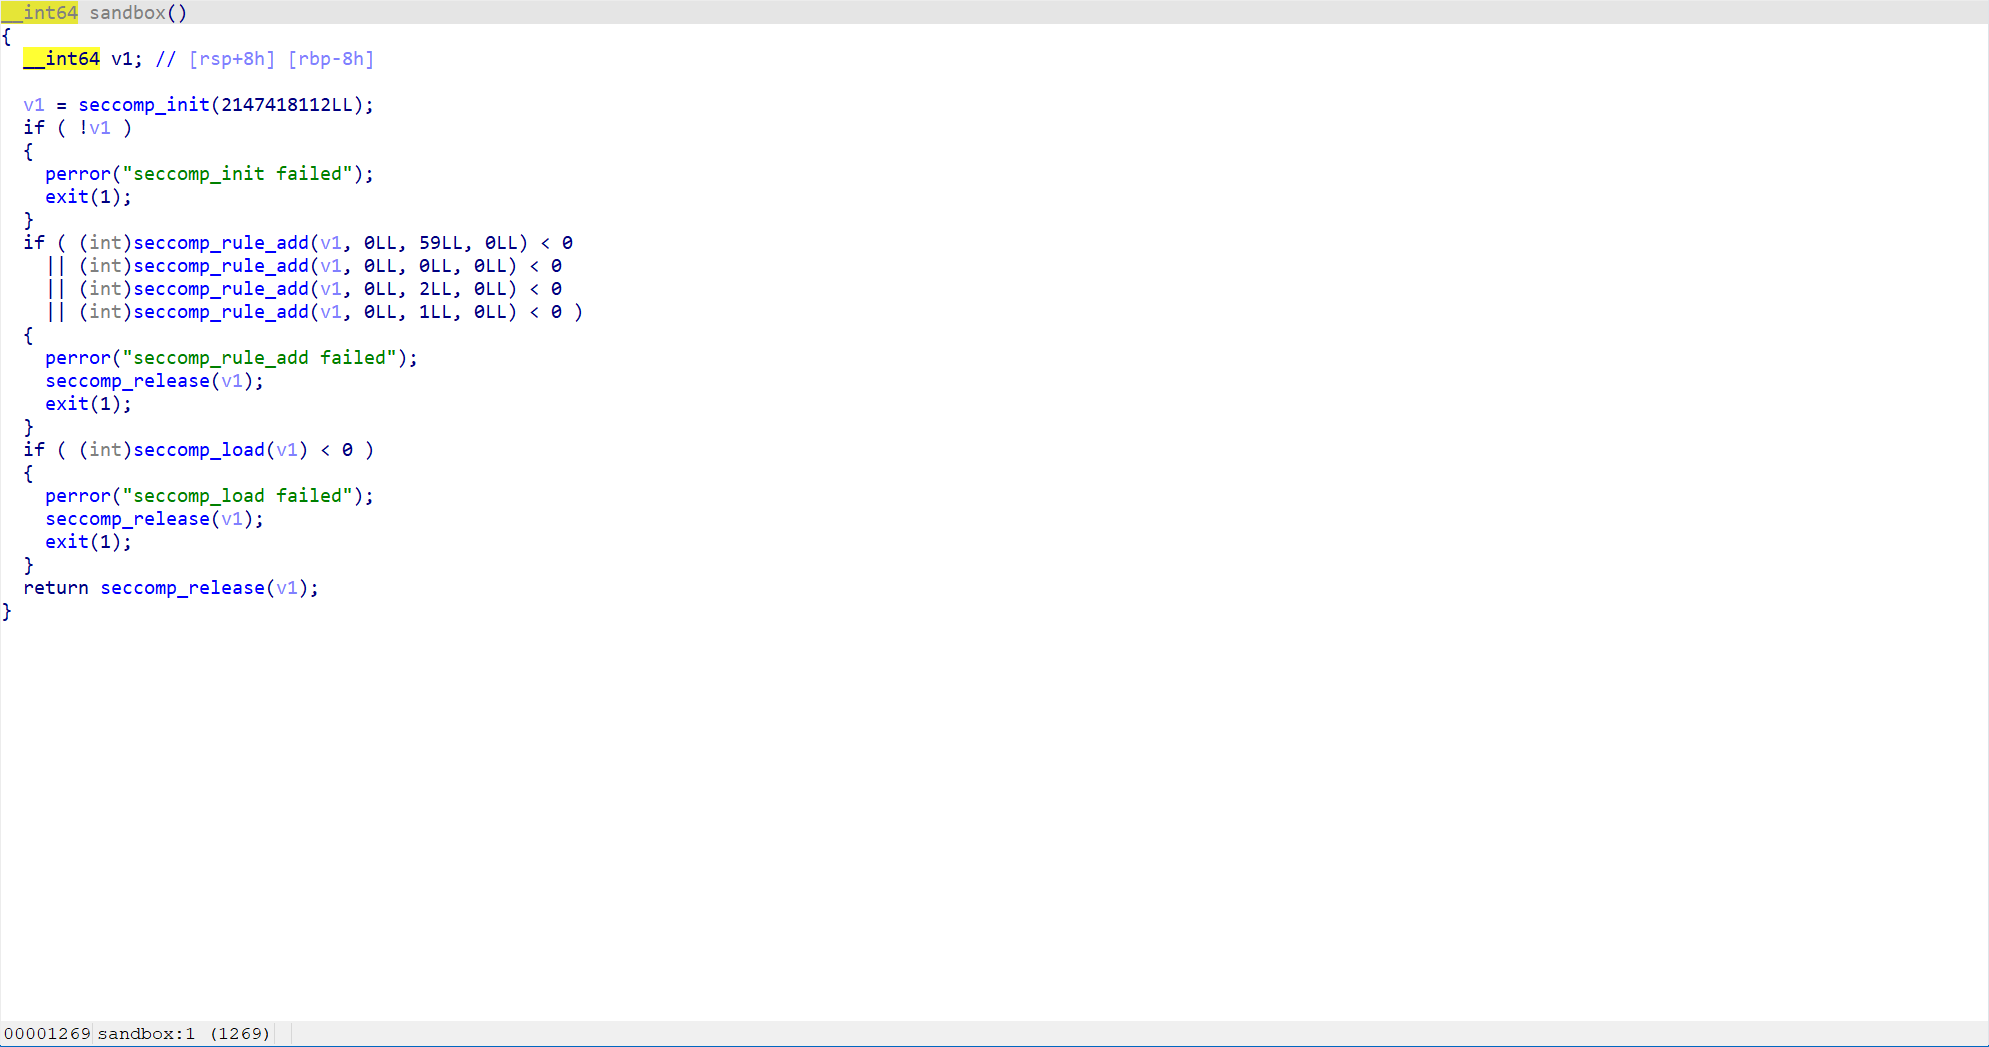 __int64 sandbox()
{
  __int64 v1; // [rsp+8h] [rbp-8h]

  v1 = seccomp_init(2147418112LL);
  if ( !v1 )
  {
    perror("seccomp_init failed");
    exit(1);
  }
  if ( (int)seccomp_rule_add(v1, 0LL, 59LL, 0LL) < 0
    || (int)seccomp_rule_add(v1, 0LL, 0LL, 0LL) < 0
    || (int)seccomp_rule_add(v1, 0LL, 2LL, 0LL) < 0
    || (int)seccomp_rule_add(v1, 0LL, 1LL, 0LL) < 0 )
  {
    perror("seccomp_rule_add failed");
    seccomp_release(v1);
    exit(1);
  }
  if ( (int)seccomp_load(v1) < 0 )
  {
    perror("seccomp_load failed");
    seccomp_release(v1);
    exit(1);
  }
  return seccomp_release(v1);
}
00001269 sandbox:1 (1269)